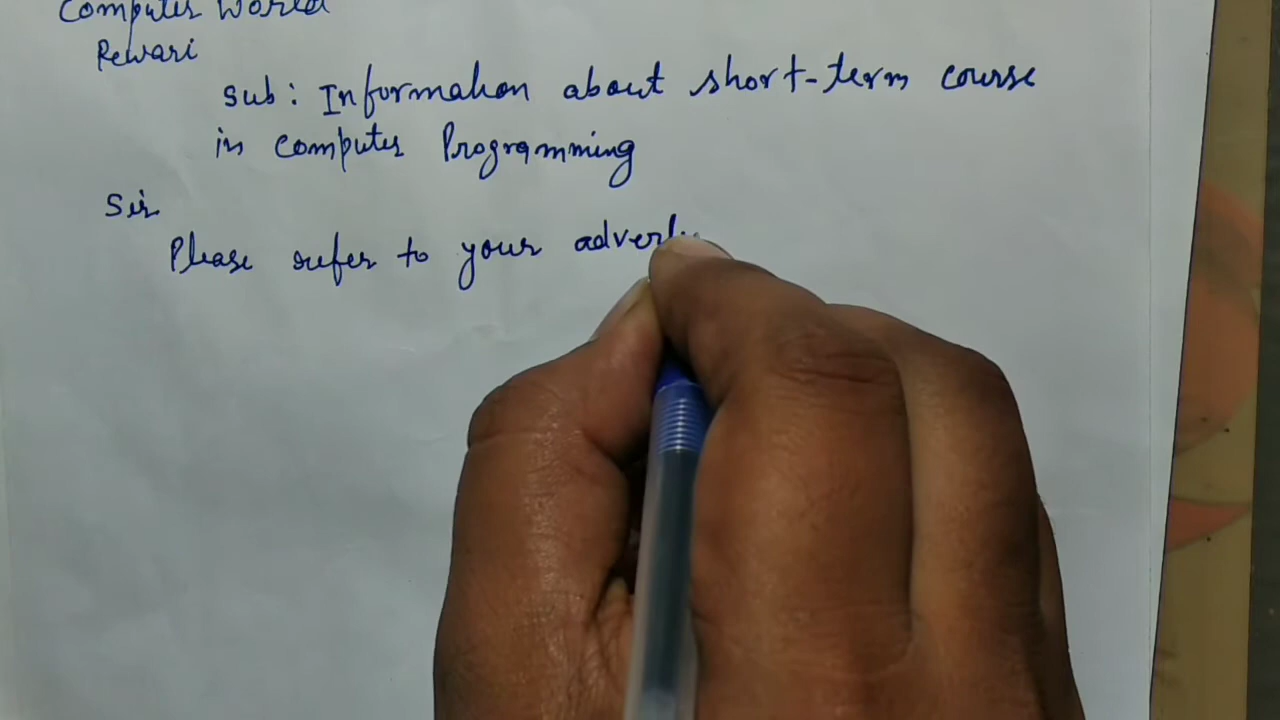 Computer World
Rewari
Sub: Information about short-term course
in Computer Programming
Sir
Please refer to your